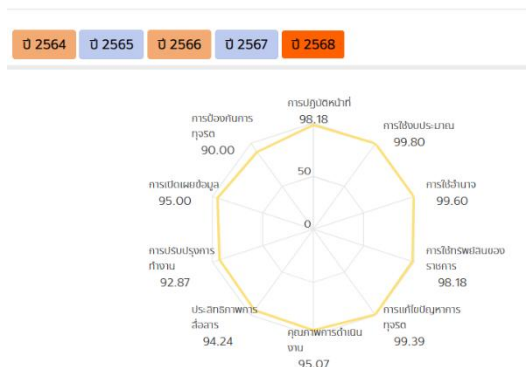 ปี 2564 ปี 2565 ปี 2566 ปี 2567 ปี 2568
การปฏิบัติหน้าที่
98.18
การใช้งบประมาณ
99.80
การใช้อำนาจ
99.60
การใช้ทรัพย์สินของ
ราชการ
98.18
การแก้ไขปัญหาการ
ทุจริต
99.39
คุณภาพการดำเนิน
งาน
95.07
ประสิทธิภาพการ
สื่อสาร
94.24
การปรับปรุงการ
ทำงาน
92.87
การเปิดเผยข้อมูล
95.00
การป้องกันการ
ทุจริต
90.00
50
0